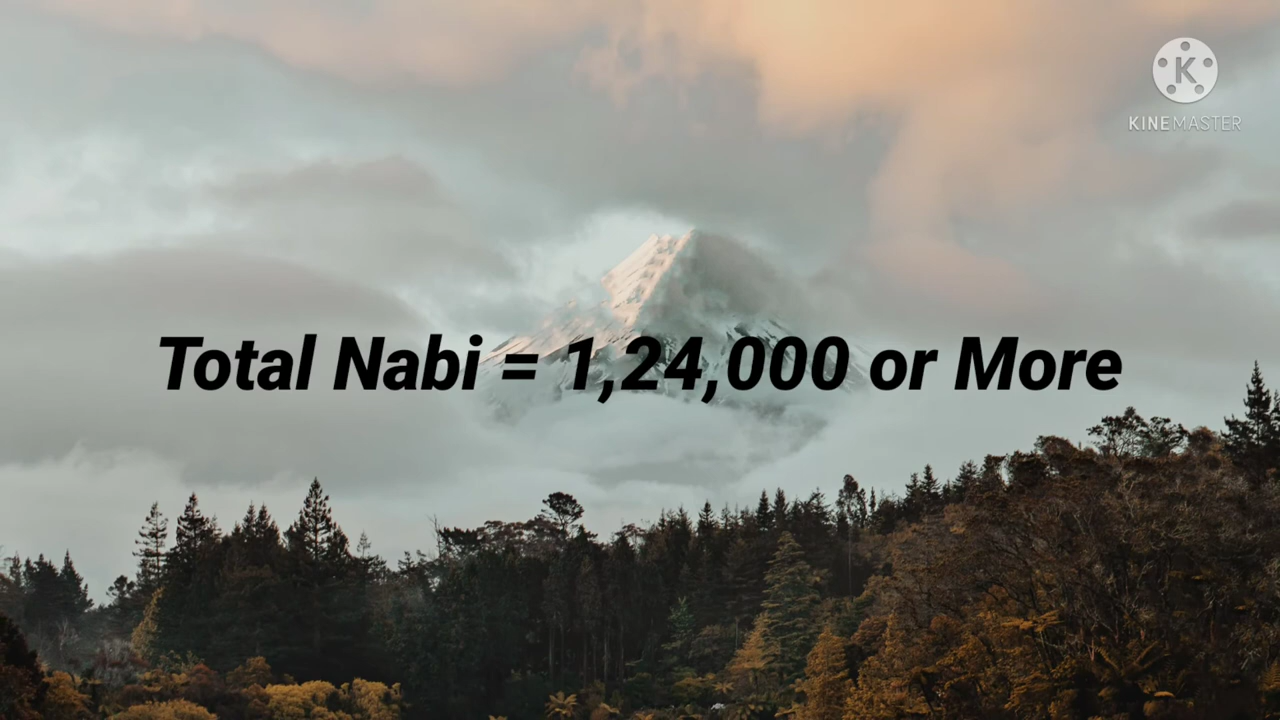 KINEMASTER
Total Nabi = 1,24,000 or More